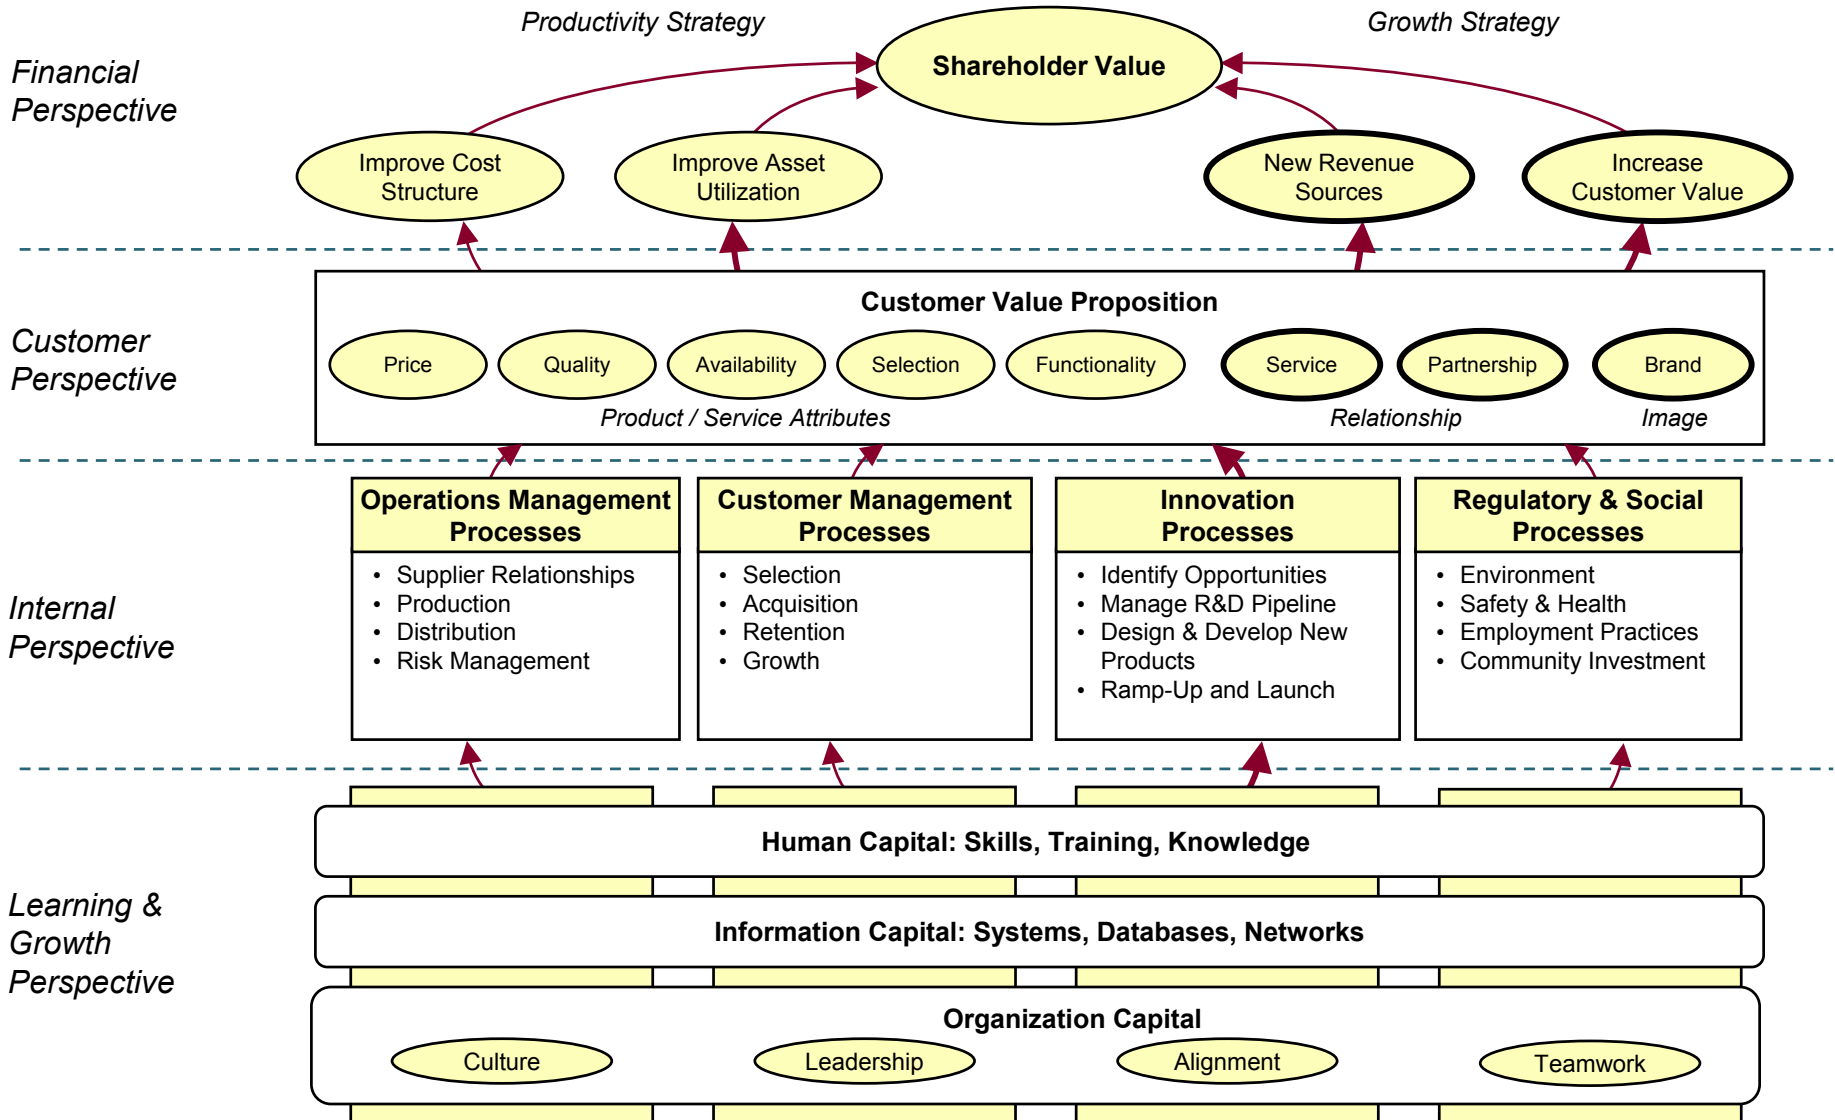 Productivity Strategy
Growth Strategy
Financial
Perspective
Shareholder Value
Improve Cost
Structure
Improve Asset
Utilization
New Revenue
Sources
Increase
Customer Value
Customer
Perspective
Customer Value Proposition
Price
Quality
Availability
Selection
Functionality
Service
Partnership
Brand
Product / Service Attributes
Relationship
Image
Internal
Perspective
Operations Management
Processes
• Supplier Relationships
• Production
• Distribution
• Risk Management
Customer Management
Processes
• Selection
• Acquisition
• Retention
• Growth
Innovation
Processes
• Identify Opportunities
• Manage R&D Pipeline
• Design & Develop New
Products
• Ramp-Up and Launch
Regulatory & Social
Processes
• Environment
• Safety & Health
• Employment Practices
• Community Investment
Learning &
Growth
Perspective
Human Capital: Skills, Training, Knowledge
Information Capital: Systems, Databases, Networks
Organization Capital
Culture
Leadership
Alignment
Teamwork